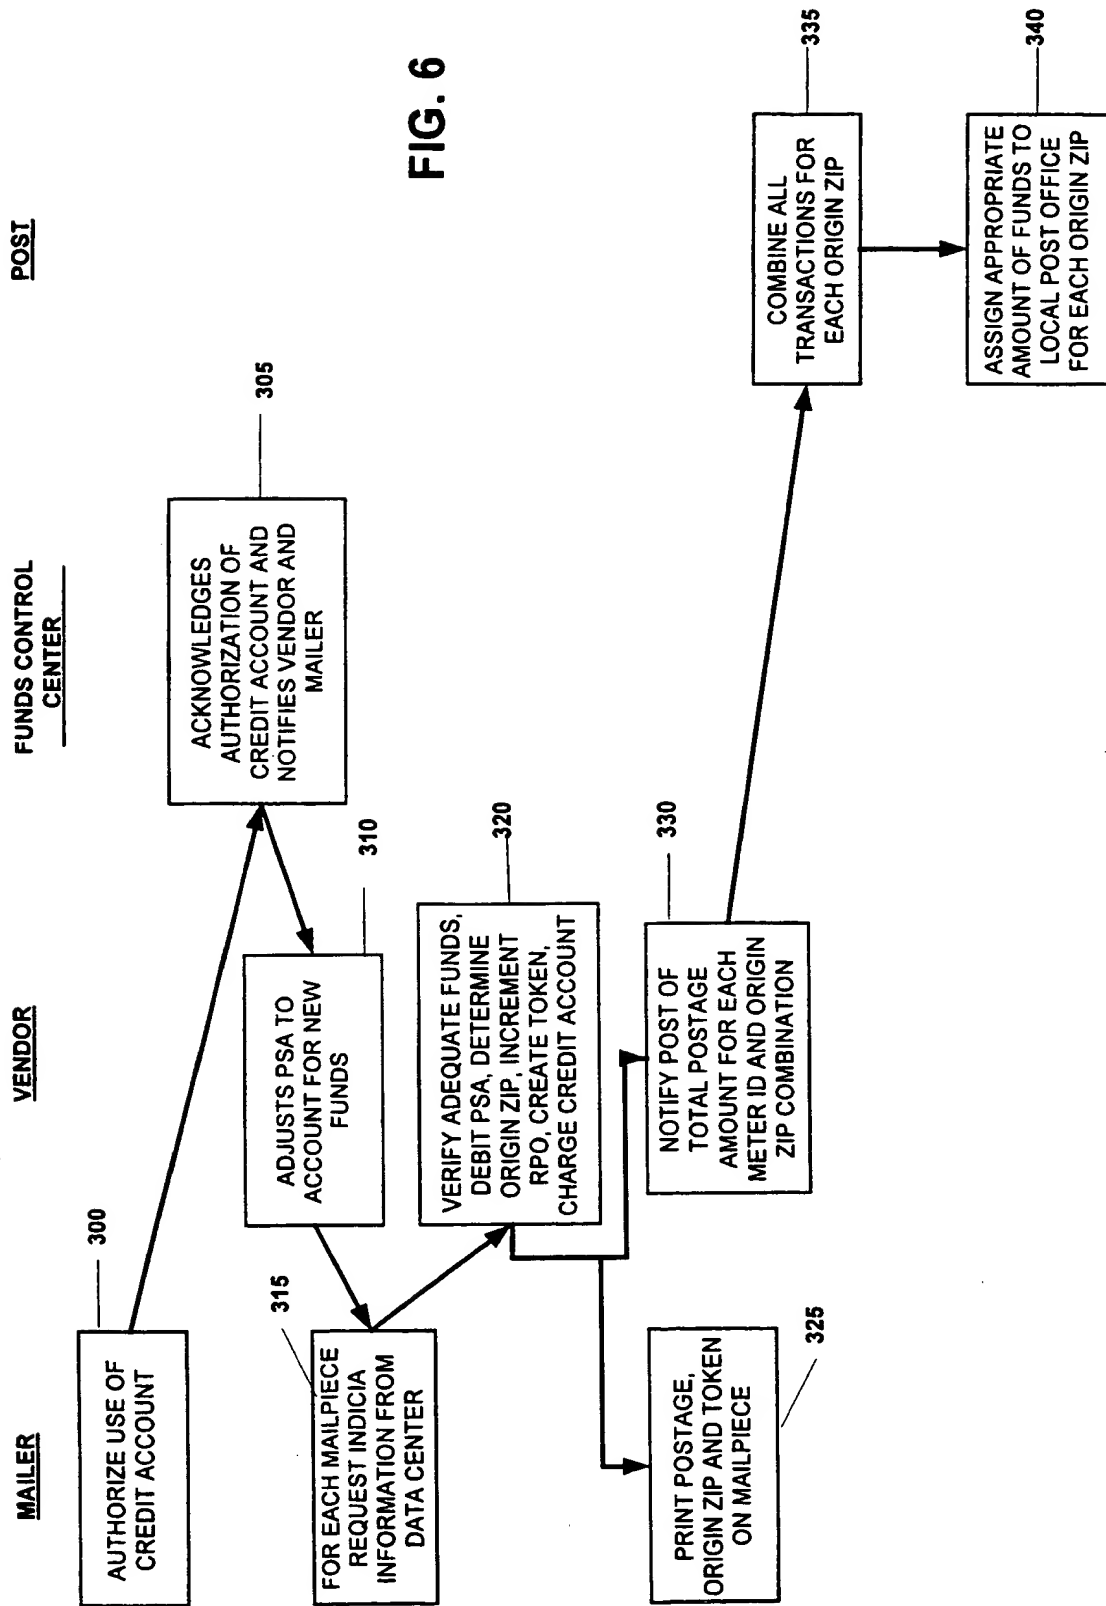 MAILER
VENDOR
FUNDS CONTROL
CENTER
POST
300
AUTHORIZE USE OF
CREDIT ACCOUNT
305
ACKNOWLEDGES
AUTHORIZATION OF
CREDIT ACCOUNT AND
NOTIFIES VENDOR AND
MAILER
310
ADJUSTS PSA TO
ACCOUNT FOR NEW
FUNDS
315
FOR EACH MAILPIECE
REQUEST INDICIA
INFORMATION FROM
DATA CENTER
320
VERIFY ADEQUATE FUNDS,
DEBIT PSA, DETERMINE
ORIGIN ZIP, INCREMENT
RPO, CREATE TOKEN,
CHARGE CREDIT ACCOUNT
325
PRINT POSTAGE,
ORIGIN ZIP AND TOKEN
ON MAILPIECE
330
NOTIFY POST OF
TOTAL POSTAGE
AMOUNT FOR EACH
METER ID AND ORIGIN
ZIP COMBINATION
335
COMBINE ALL
TRANSACTIONS FOR
EACH ORIGIN ZIP
340
ASSIGN APPROPRIATE
AMOUNT OF FUNDS TO
LOCAL POST OFFICE
FOR EACH ORIGIN ZIP
FIG. 6